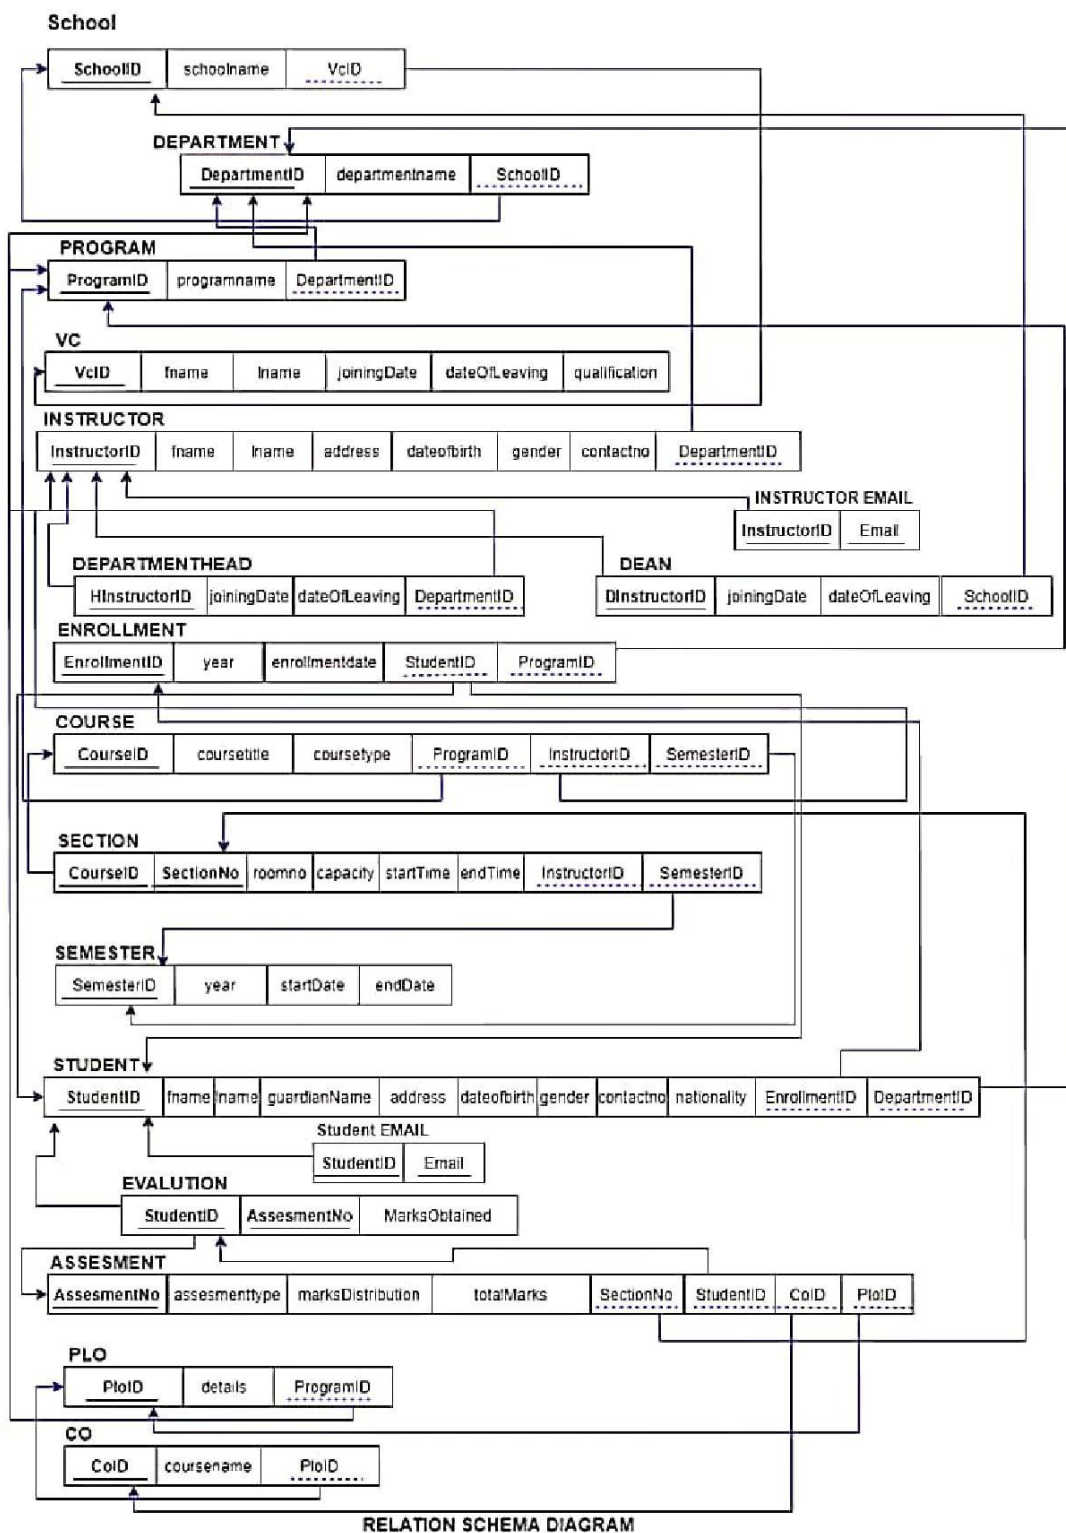 School
SchoolID schoolname VcID
DEPARTMENT
DepartmentID departmentname SchoolID
PROGRAM
ProgramID programname DepartmentID
VC
VcID fname lname joiningDate dateOfLeaving qualification
INSTRUCTOR
InstructorID fname lname address dateofbirth gender contactno DepartmentID
INSTRUCTOR EMAIL
InstructorID Email
DEPARTMENTHEAD
HInstructorID joiningDate dateOfLeaving DepartmentID
DEAN
DInstructorID joiningDate dateOfLeaving SchoolID
ENROLLMENT
EnrollmentID year enrollmentdate StudentID ProgramID
COURSE
CourseID coursetitle coursetype ProgramID InstructorID SemesterID
SECTION
CourseID SectionNo roomno capacity startTime endTime InstructorID SemesterID
SEMESTER
SemesterID year startDate endDate
STUDENT
StudentID fname lname guardianName address dateofbirth gender contactno nationality EnrollmentID DepartmentID
Student EMAIL
StudentID Email
EVALUTION
StudentID AssesmentNo MarksObtained
ASSESMENT
AssesmentNo assesmenttype marksDistribution totalMarks SectionNo StudentID CoID PloID
PLO
PloID details ProgramID
CO
CoID coursename PloID
RELATION SCHEMA DIAGRAM